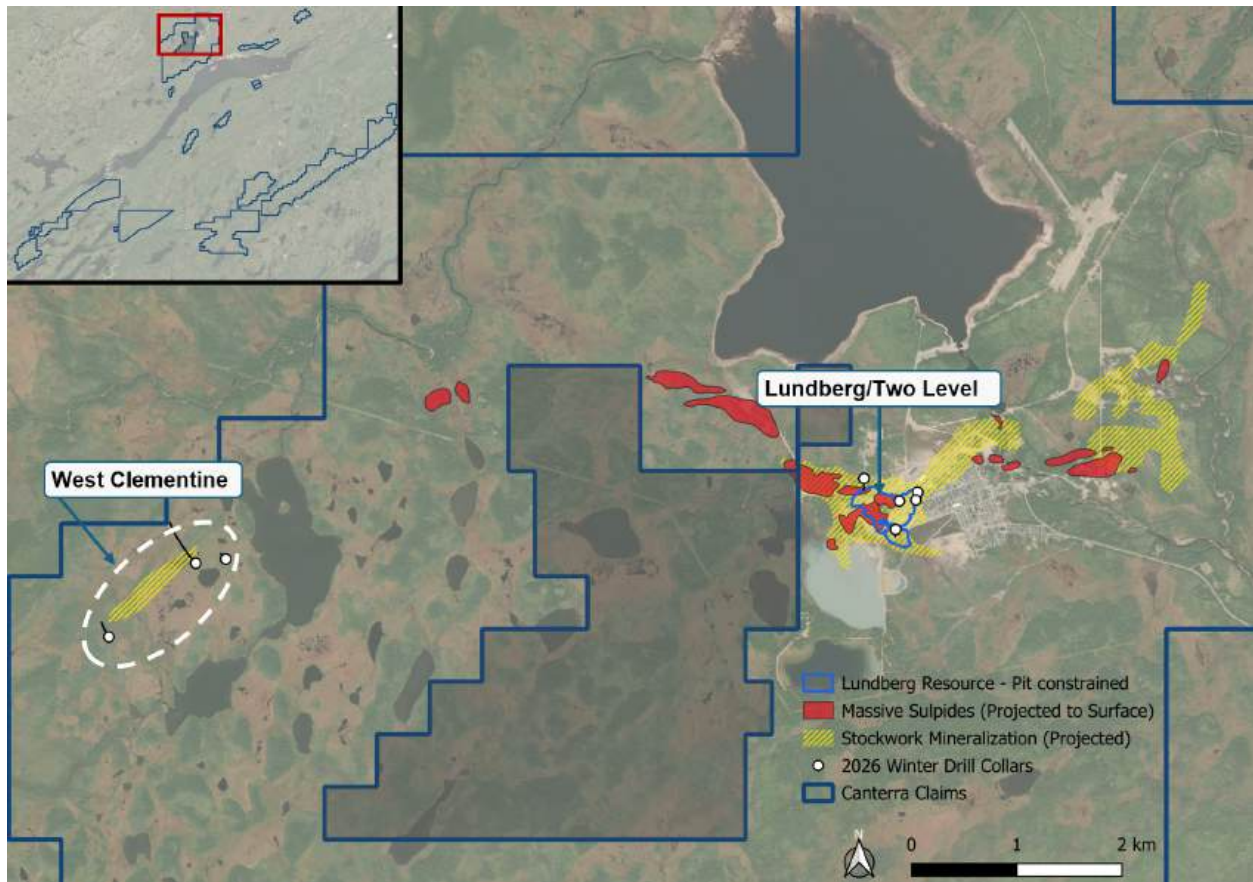 Lundberg/Two Level
West Clementine
Lundberg Resource - Pit constrained
Massive Sulpides (Projected to Surface)
Stockwork Mineralization (Projected)
2026 Winter Drill Collars
Canterra Claims
N
0 1 2 km